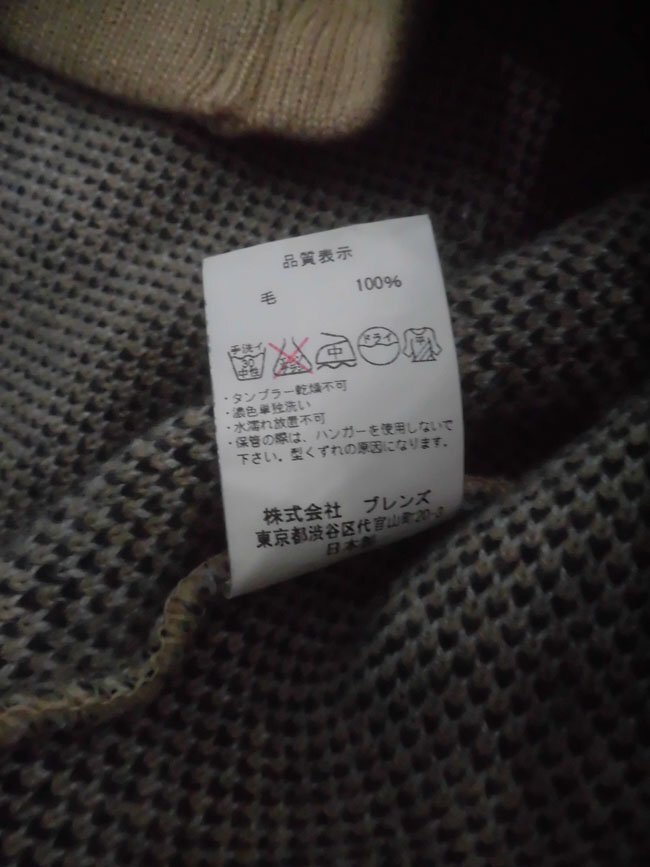 品質表示
毛 100%
手洗イ
30
中性
中
ドライ
平
・タンブラー乾燥不可
・濃色単独洗い
・水濡れ放置不可
・保管の際は、ハンガーを使用しないで
下さい。型くずれの原因になります。
株式会社 ブレンズ
東京都渋谷区代官山町20-3
日本製